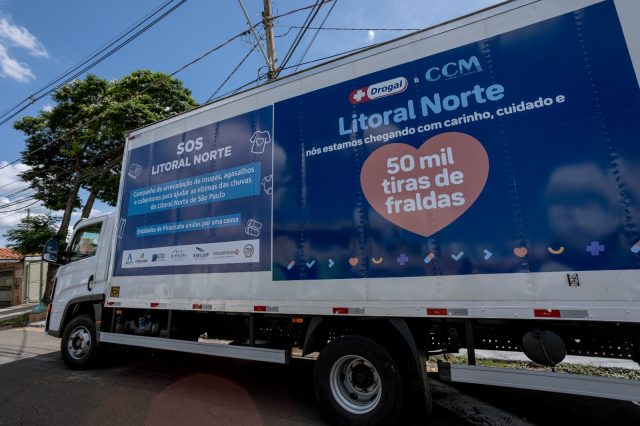 SOS
LITORAL NORTE
Campanha de arrecadação de roupas, agasalhos
e cobertores para ajudar as vítimas das chuvas
do Litoral Norte de São Paulo
Entidades de Piracicaba unidas por uma causa
Drogal
CCM
Litoral Norte
nós estamos chegando com carinho, cuidado e
50 mil
tiras de
fraldas